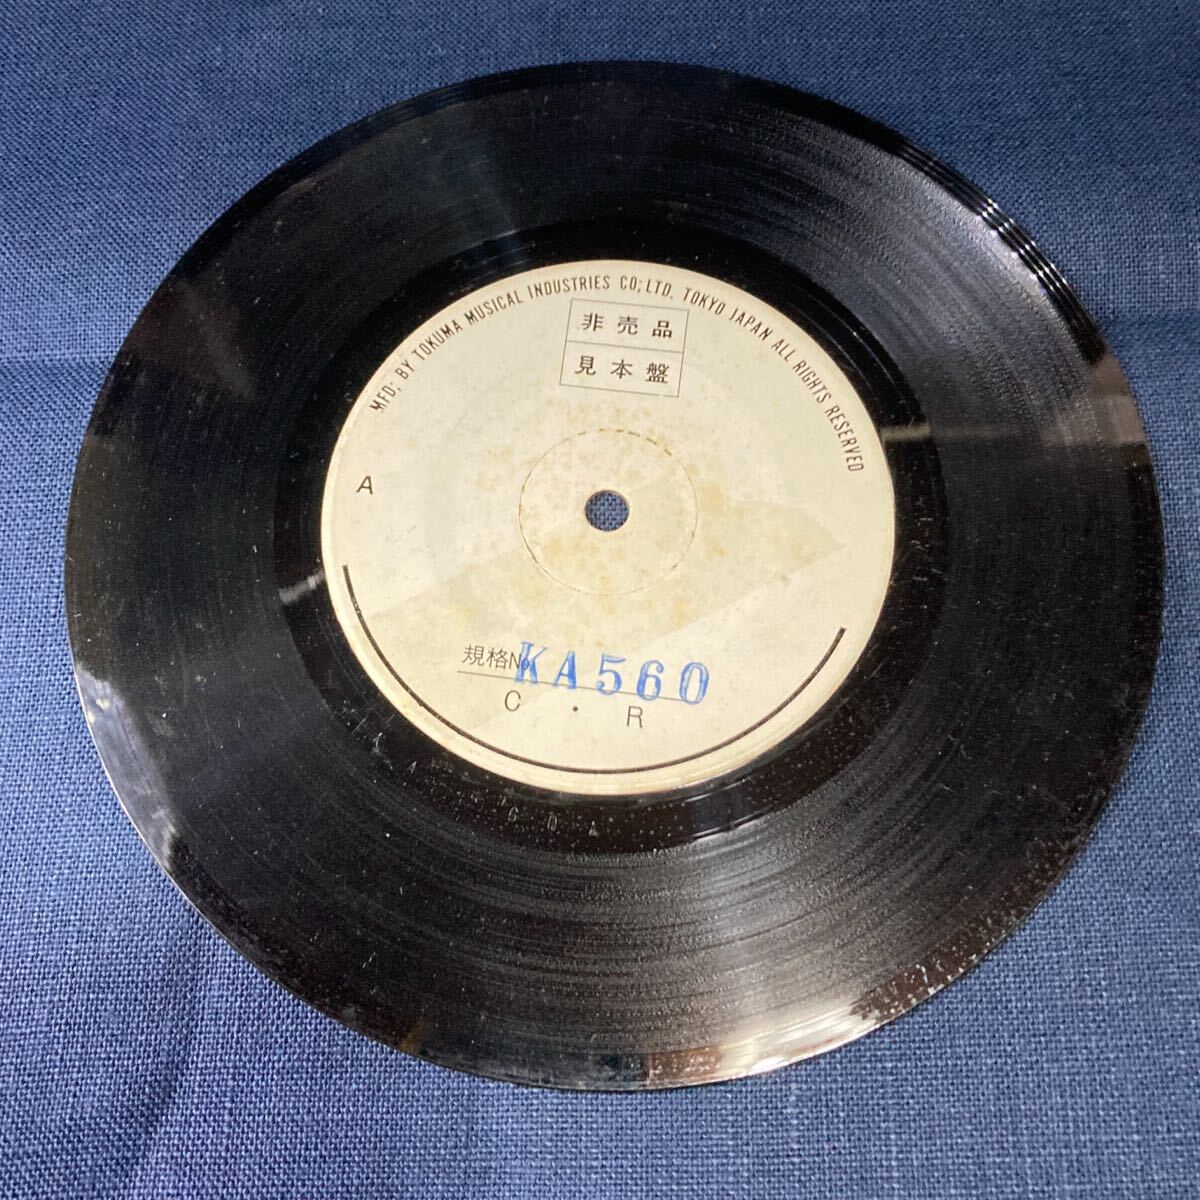 MFD; BY TOKUMA MUSICAL INDUSTRIES CO;LTD. TOKYO JAPAN ALL RIGHTS RESERVED
非売品
見本盤
A
規格No. KA560
C・R